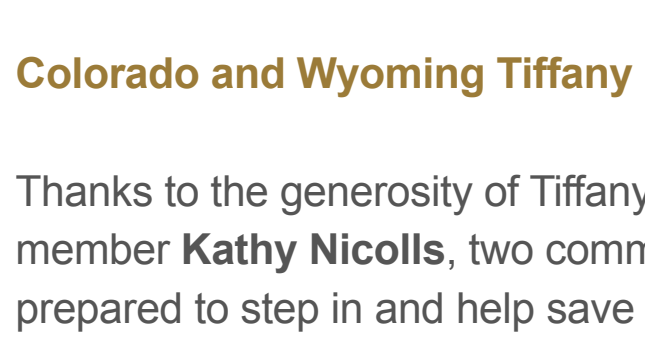 Colorado and Wyoming Tiffany
Thanks to the generosity of Tiffany
member Kathy Nicolls, two comm
prepared to step in and help save